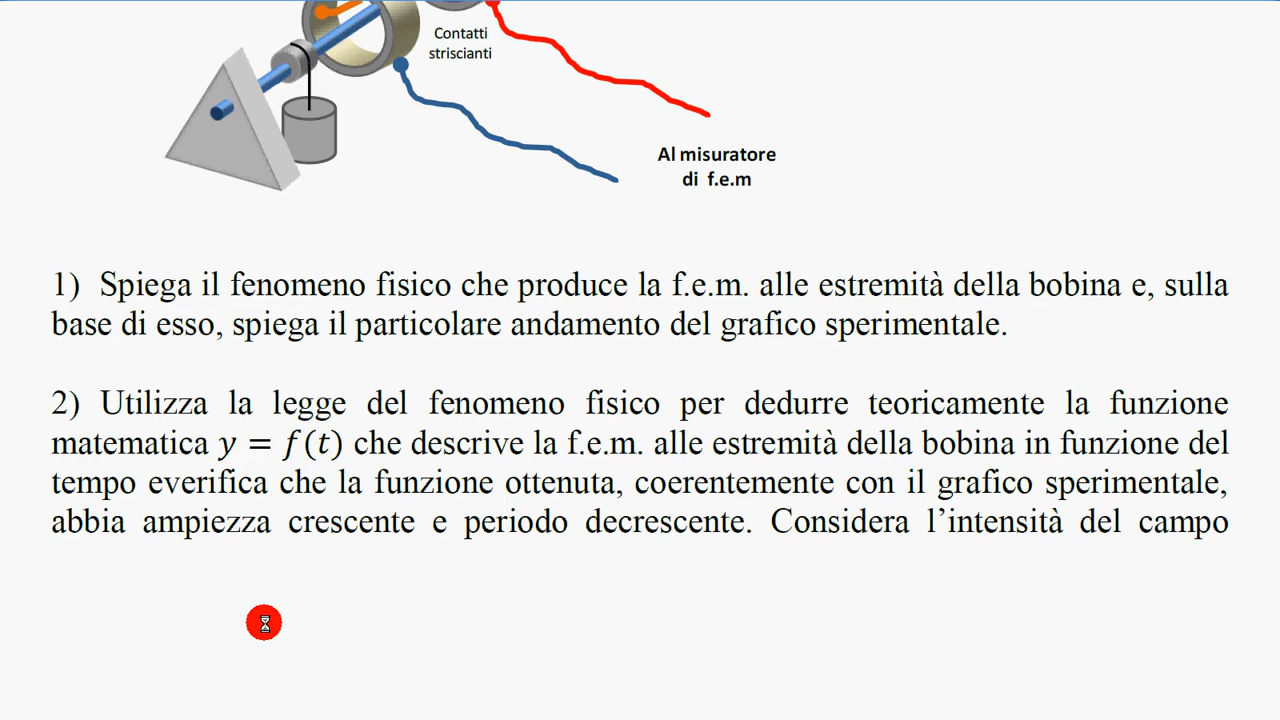 Contatti
striscianti
Al misuratore
di f.e.m
1) Spiega il fenomeno fisico che produce la f.e.m. alle estremità della bobina e, sulla
base di esso, spiega il particolare andamento del grafico sperimentale.
2) Utilizza la legge del fenomeno fisico per dedurre teoricamente la funzione
matematica y = f(t) che descrive la f.e.m. alle estremità della bobina in funzione del
tempo everifica che la funzione ottenuta, coerentemente con il grafico sperimentale,
abbia ampiezza crescente e periodo decrescente. Considera l’intensità del campo